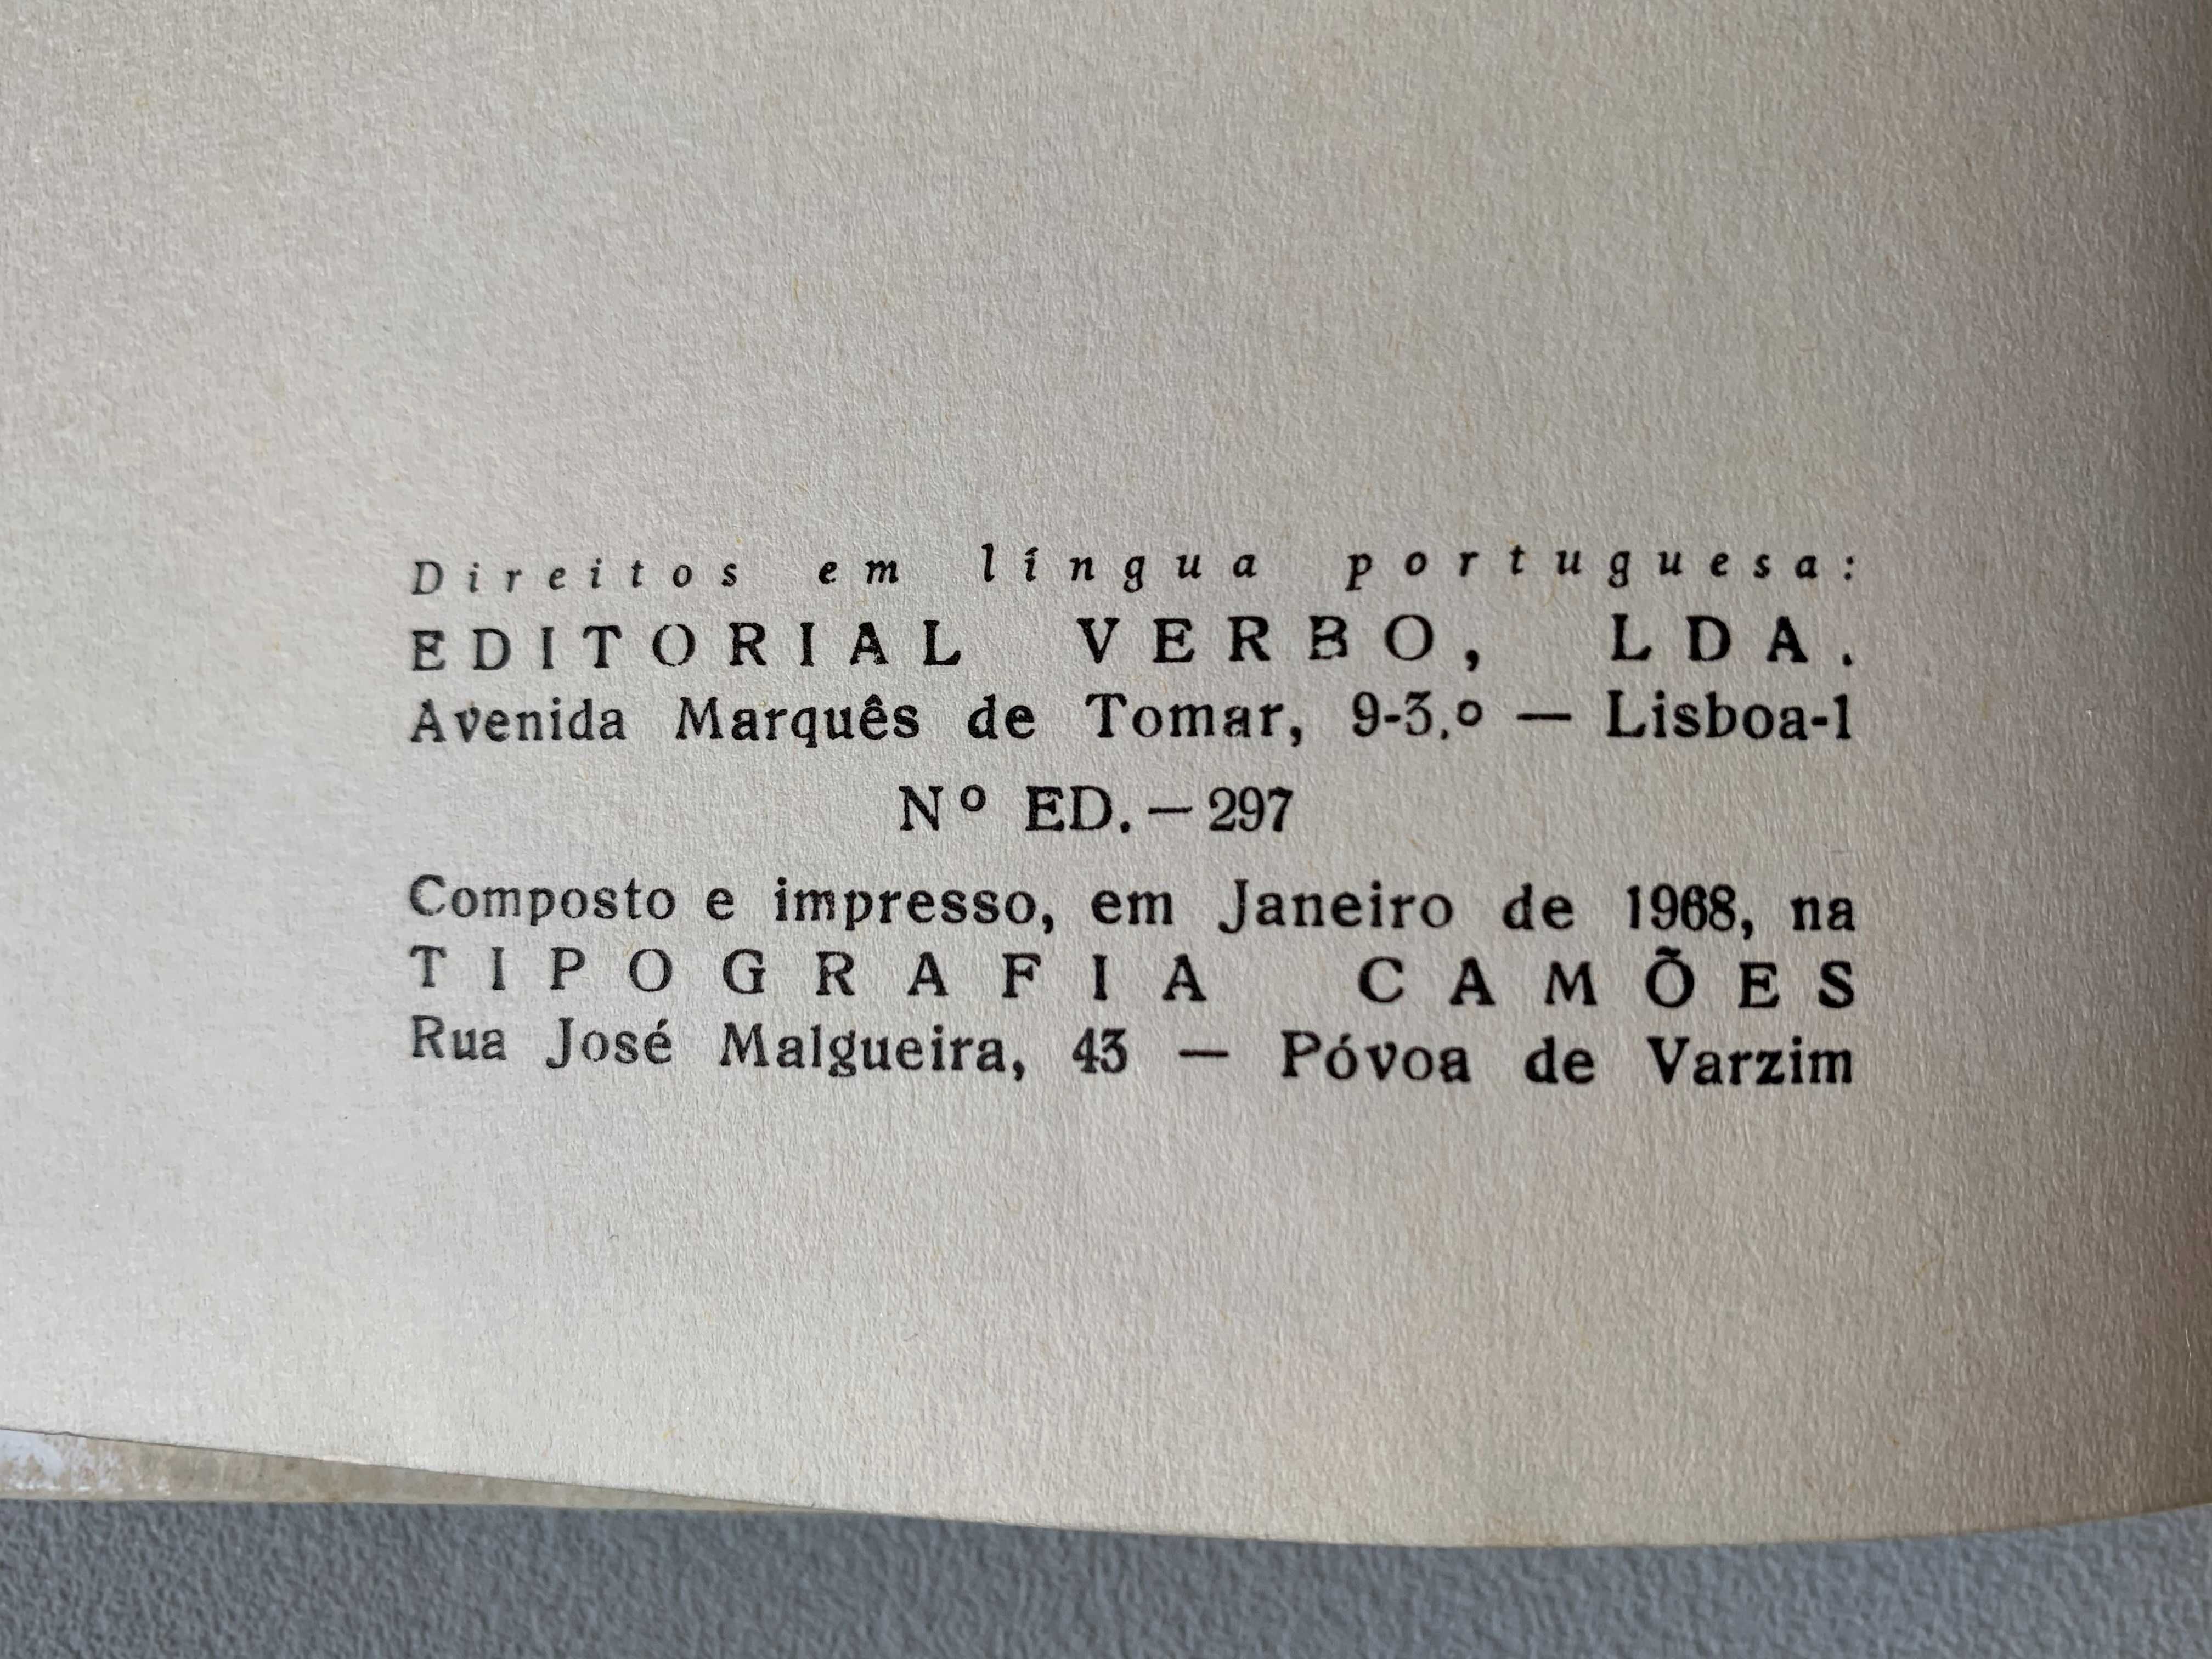 Direitos em língua portuguesa:
EDITORIAL VERBO, LDA.
Avenida Marquês de Tomar, 9-3.º — Lisboa-1
Nº ED. — 297
Composto e impresso, em Janeiro de 1968, na
TIPOGRAFIA CAMÕES
Rua José Malgueira, 43 — Póvoa de Varzim